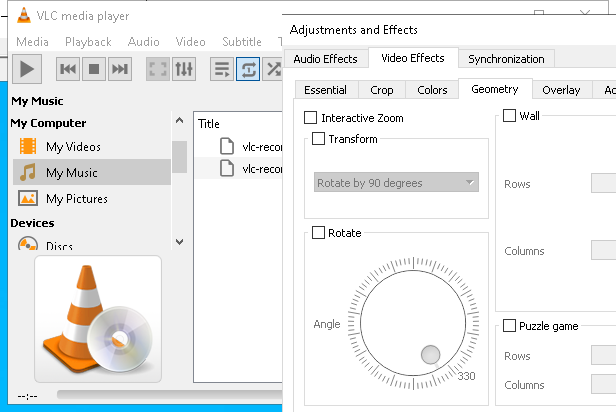 VLC media player
Media Playback Audio Video Subtitle
My Music
My Computer
My Videos
My Music
My Pictures
Devices
Discs
Title
vlc-recor
vlc-recor
--:--
Adjustments and Effects
Audio Effects Video Effects Synchronization
Essential Crop Colors Geometry Overlay
Interactive Zoom
Transform
Rotate by 90 degrees
Rotate
Angle
330
Wall
Rows
Columns
Puzzle game
Rows
Columns